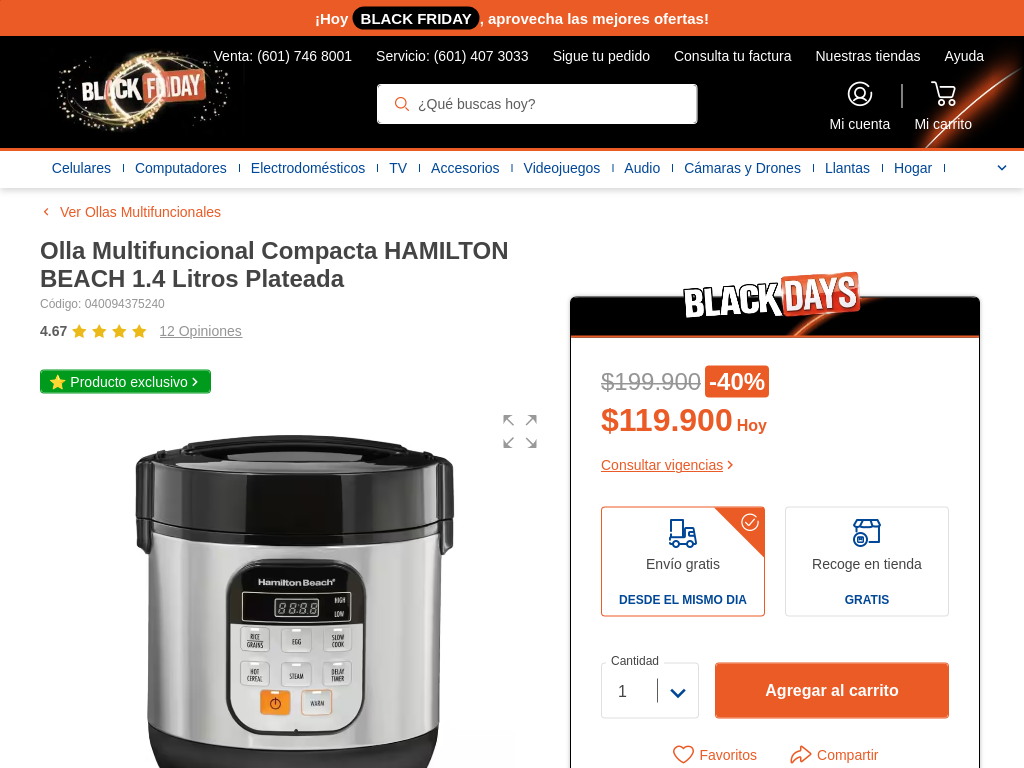 ¡Hoy BLACK FRIDAY , aprovecha las mejores ofertas!
BLACK FRIDAY
Venta: (601) 746 8001 Servicio: (601) 407 3033 Sigue tu pedido Consulta tu factura Nuestras tiendas Ayuda
¿Qué buscas hoy?
Mi cuenta
Mi carrito
Celulares Computadores Electrodomésticos TV Accesorios Videojuegos Audio Cámaras y Drones Llantas Hogar
Ver Ollas Multifuncionales
Olla Multifuncional Compacta HAMILTON
BEACH 1.4 Litros Plateada
Código: 040094375240
4.67 12 Opiniones
Producto exclusivo
Hamilton Beach
HIGH
LOW
88:88
RICE
GRAINS
EGG
SLOW
COOK
HOT
CEREAL
STEAM
DELAY
TIMER
WARM
BLACK DAYS
$199.900 -40%
$119.900 Hoy
Consultar vigencias
Envío gratis
DESDE EL MISMO DIA
Recoge en tienda
GRATIS
Cantidad
1
Agregar al carrito
Favoritos
Compartir